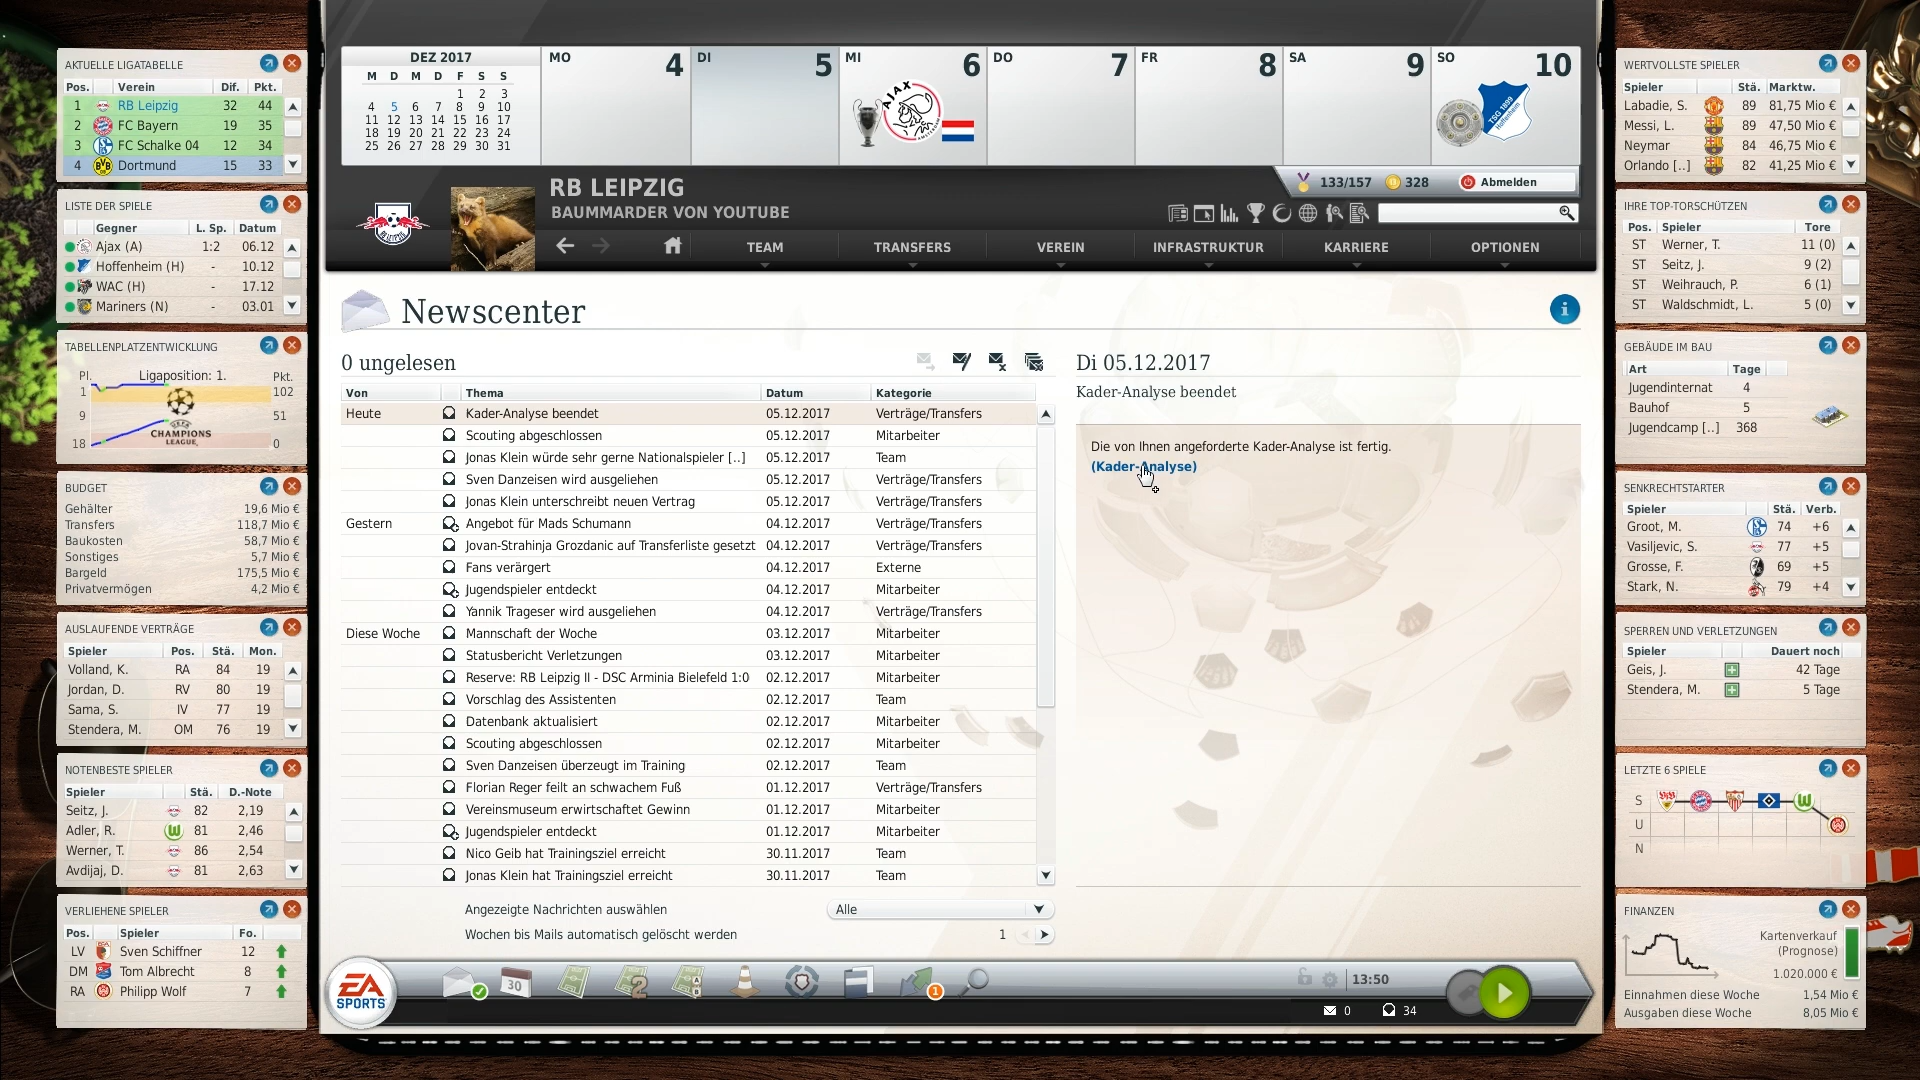 AKTUELLE LIGATABELLE
Pos. Verein Dif. Pkt.
1 RB Leipzig 32 44
2 FC Bayern 19 35
3 FC Schalke 04 12 34
4 Dortmund 15 33
LISTE DER SPIELE
Gegner L. Sp. Datum
Ajax (A) 1:2 06.12
Hoffenheim (H) - 10.12
WAC (H) - 17.12
Mariners (N) - 03.01
TABELLENPLATZENTWICKLUNG
Pl. Ligaposition: 1. Pkt.
1 102
9 51
18 0
UEFA
CHAMPIONS
LEAGUE.
BUDGET
Gehälter 19,6 Mio €
Transfers 118,7 Mio €
Baukosten 58,7 Mio €
Sonstiges 5,7 Mio €
Bargeld 175,5 Mio €
Privatvermögen 4,2 Mio €
AUSLAUFENDE VERTRÄGE
Spieler Pos. Stä. Mon.
Volland, K. RA 84 19
Jordan, D. RV 80 19
Sama, S. IV 77 19
Stendera, M. OM 76 19
NOTENBESTE SPIELER
Spieler Stä. D.-Note
Seitz, J. 82 2,19
Adler, R. 81 2,46
Werner, T. 86 2,54
Avdijaj, D. 81 2,63
VERLIEHENE SPIELER
Pos. Spieler Fo.
LV Sven Schiffner 12
DM Tom Albrecht 8
RA Philipp Wolf 7
DEZ 2017
M D M D F S S
1 2 3
4 5 6 7 8 9 10
11 12 13 14 15 16 17
18 19 20 21 22 23 24
25 26 27 28 29 30 31
MO 4
DI 5
MI 6
AJAX
DO 7
FR 8
SA 9
SO 10
TSG 1899
Hoffenheim
133/157 328 Abmelden
RB LEIPZIG
BAUMMARDER VON YOUTUBE
TEAM TRANSFERS VEREIN INFRASTRUKTUR KARRIERE OPTIONEN
Newscenter
0 ungelesen
Von Thema Datum Kategorie
Heute Kader-Analyse beendet 05.12.2017 Verträge/Transfers
Scouting abgeschlossen 05.12.2017 Mitarbeiter
Jonas Klein würde sehr gerne Nationalspieler [..] 05.12.2017 Team
Sven Danzeisen wird ausgeliehen 05.12.2017 Verträge/Transfers
Jonas Klein unterschreibt neuen Vertrag 05.12.2017 Verträge/Transfers
Gestern Angebot für Mads Schumann 04.12.2017 Verträge/Transfers
Jovan-Strahinja Grozdanic auf Transferliste gesetzt 04.12.2017 Verträge/Transfers
Fans verärgert 04.12.2017 Externe
Jugendspieler entdeckt 04.12.2017 Mitarbeiter
Yannik Trageser wird ausgeliehen 04.12.2017 Verträge/Transfers
Diese Woche Mannschaft der Woche 03.12.2017 Mitarbeiter
Statusbericht Verletzungen 03.12.2017 Mitarbeiter
Reserve: RB Leipzig II - DSC Arminia Bielefeld 1:0 02.12.2017 Mitarbeiter
Vorschlag des Assistenten 02.12.2017 Team
Datenbank aktualisiert 02.12.2017 Mitarbeiter
Scouting abgeschlossen 02.12.2017 Mitarbeiter
Sven Danzeisen überzeugt im Training 02.12.2017 Team
Florian Reger feilt an schwachem Fuß 01.12.2017 Verträge/Transfers
Vereinsmuseum erwirtschaftet Gewinn 01.12.2017 Mitarbeiter
Jugendspieler entdeckt 01.12.2017 Mitarbeiter
Nico Geib hat Trainingsziel erreicht 30.11.2017 Team
Jonas Klein hat Trainingsziel erreicht 30.11.2017 Team
Angezeigte Nachrichten auswählen Alle
Wochen bis Mails automatisch gelöscht werden 1
Di 05.12.2017
Kader-Analyse beendet
Die von Ihnen angeforderte Kader-Analyse ist fertig.
(Kader-Analyse)
EA
SPORTS
30
2
1
13:50
0 34
WERTVOLLSTE SPIELER
Spieler Stä. Marktw.
Labadie, S. 89 81,75 Mio €
Messi, L. 89 47,50 Mio €
Neymar 84 46,75 Mio €
Orlando [..] 82 41,25 Mio €
IHRE TOP-TORSCHÜTZEN
Pos. Spieler Tore
ST Werner, T. 11 (0)
ST Seitz, J. 9 (2)
ST Weihrauch, P. 6 (1)
ST Waldschmidt, L. 5 (0)
GEBÄUDE IM BAU
Art Tage
Jugendinternat 4
Bauhof 5
Jugendcamp [..] 368
SENKRECHTSTARTER
Spieler Stä. Verb.
Groot, M. 74 +6
Vasiljevic, S. 77 +5
Grosse, F. 69 +5
Stark, N. 79 +4
SPERREN UND VERLETZUNGEN
Spieler Dauert noch
Geis, J. 42 Tage
Stendera, M. 5 Tage
LETZTE 6 SPIELE
S
U
N
FINANZEN
Kartenverkauf
(Prognose)
1.020.000 €
Einnahmen diese Woche 1,54 Mio €
Ausgaben diese Woche 8,05 Mio €